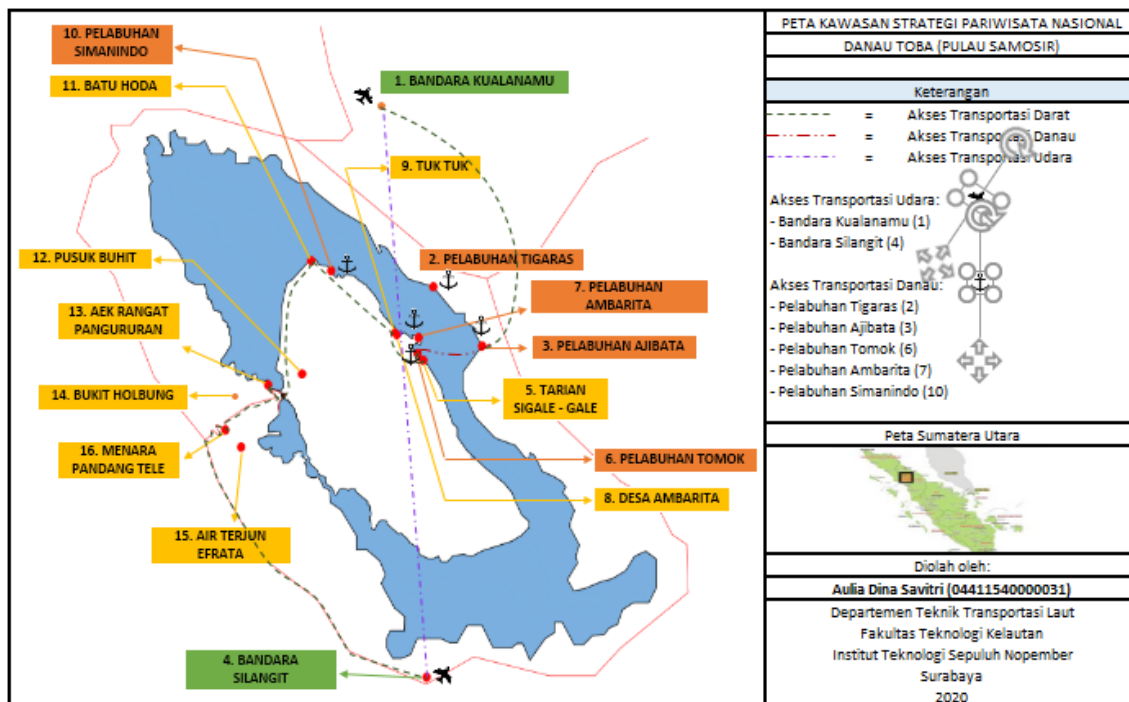 10. PELABUHAN
SIMANINDO
11. BATU HODA
1. BANDARA KUALANAMU
9. TUK TUK
12. PUSUK BUHIT
2. PELABUHAN TIGARAS
7. PELABUHAN
AMBARITA
13. AEK RANGAT
PANGURURAN
3. PELABUHAN AJIBATA
14. BUKIT HOLBUNG
5. TARIAN
SIGALE - GALE
16. MENARA
PANDANG TELE
6. PELABUHAN TOMOK
8. DESA AMBARITA
15. AIR TERJUN
EFRATA
4. BANDARA
SILANGIT
PETA KAWASAN STRATEGI PARIWISATA NASIONAL
DANAU TOBA (PULAU SAMOSIR)
Keterangan
= Akses Transportasi Darat
= Akses Transportasi Danau
= Akses Transportasi Udara
Akses Transportasi Udara:
- Bandara Kualanamu (1)
- Bandara Silangit (4)
Akses Transportasi Danau:
- Pelabuhan Tigaras (2)
- Pelabuhan Ajibata (3)
- Pelabuhan Tomok (6)
- Pelabuhan Ambarita (7)
- Pelabuhan Simanindo (10)
Peta Sumatera Utara
Diolah oleh:
Aulia Dina Savitri (04411540000031)
Departemen Teknik Transportasi Laut
Fakultas Teknologi Kelautan
Institut Teknologi Sepuluh Nopember
Surabaya
2020